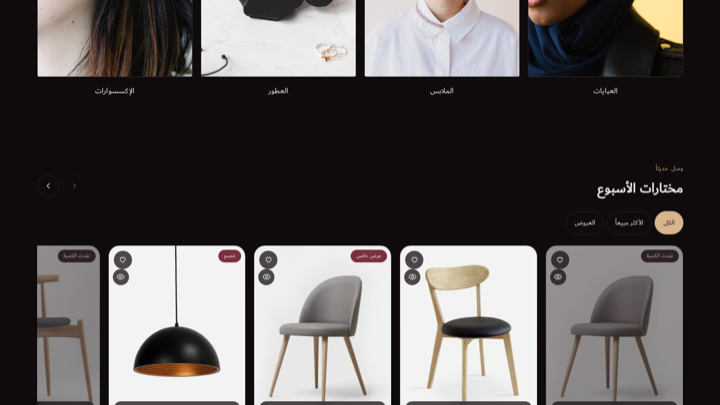 العبايات
الملابس
العطور
الإكسسوارات
وصل حديثاً
مختارات الأسبوع
الكل
الأكثر مبيعاً
العروض
نفدت الكمية
عرض خاص
خصم
نفدت الكمية